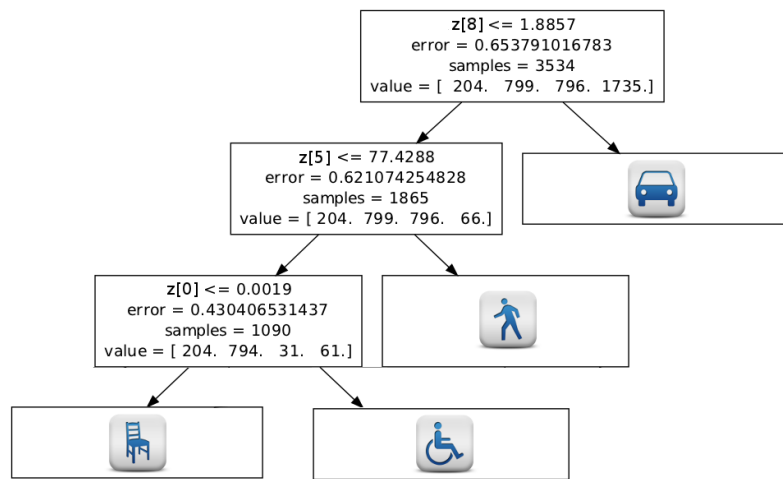 z[8] <= 1.8857
error = 0.653791016783
samples = 3534
value = [ 204. 799. 796. 1735.]
z[5] <= 77.4288
error = 0.621074254828
samples = 1865
value = [ 204. 799. 796. 66.]
z[0] <= 0.0019
error = 0.430406531437
samples = 1090
value = [ 204. 794. 31. 61.]